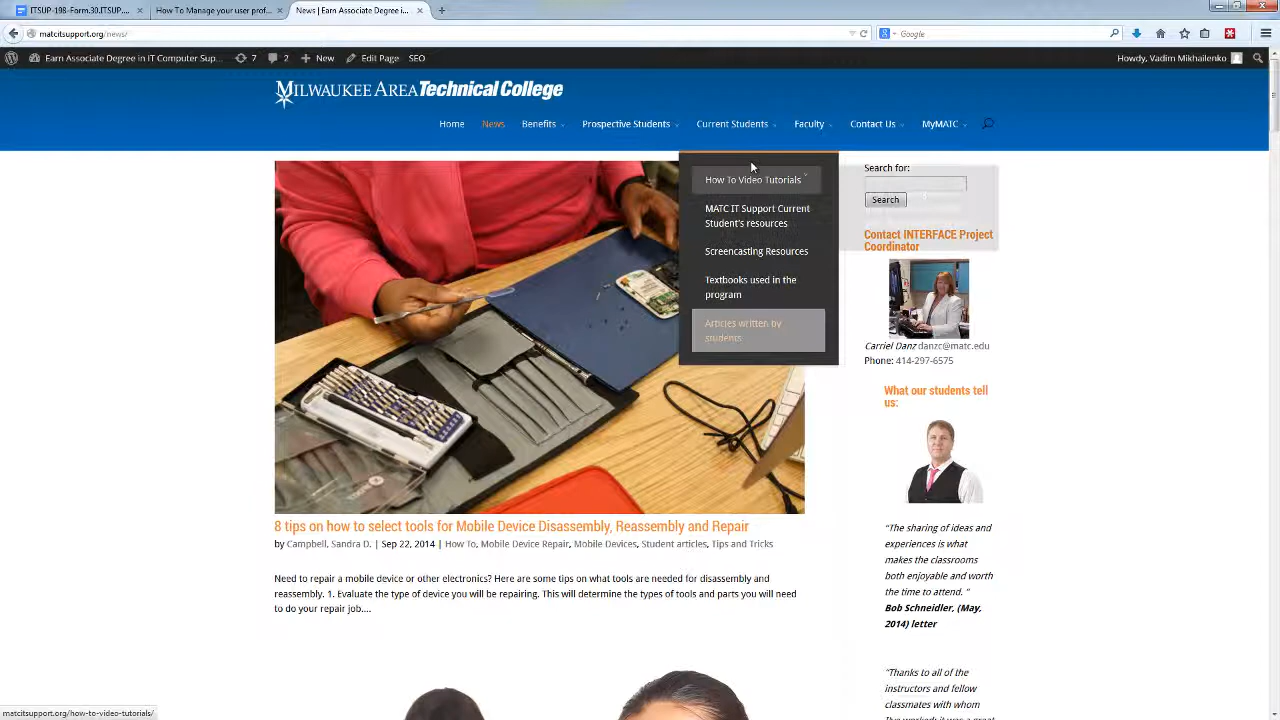 ITSUP-198-Form.30.ITSUP....
How To Manage your user prof...
News | Earn Associate Degree i...
matcitsupport.org/news/
Google
Earn Associate Degree in IT Computer Sup...
7
2
New
Edit Page
SEO
Howdy, Vadim Mikhailenko
MILWAUKEE AREA Technical College
Home
News
Benefits
Prospective Students
Current Students
Faculty
Contact Us
MyMATC
How To Video Tutorials
MATC IT Support Current
Student's resources
Screencasting Resources
Textbooks used in the
program
Articles written by
students
Search for:
Search
Contact INTERFACE Project
Coordinator
Carriel Danz danzc@matc.edu
Phone: 414-297-6575
What our students tell
us:
"The sharing of ideas and
experiences is what
makes the classrooms
both enjoyable and worth
the time to attend. "
Bob Schneidler, (May,
2014) letter
"Thanks to all of the
instructors and fellow
classmates with whom
8 tips on how to select tools for Mobile Device Disassembly, Reassembly and Repair
by Campbell, Sandra D. | Sep 22, 2014 | How To, Mobile Device Repair, Mobile Devices, Student articles, Tips and Tricks
Need to repair a mobile device or other electronics? Here are some tips on what tools are needed for disassembly and
reassembly. 1. Evaluate the type of device you will be repairing. This will determine the types of tools and parts you will need
to do your repair job....
matcitsupport.org/how-to-video-tutorials/